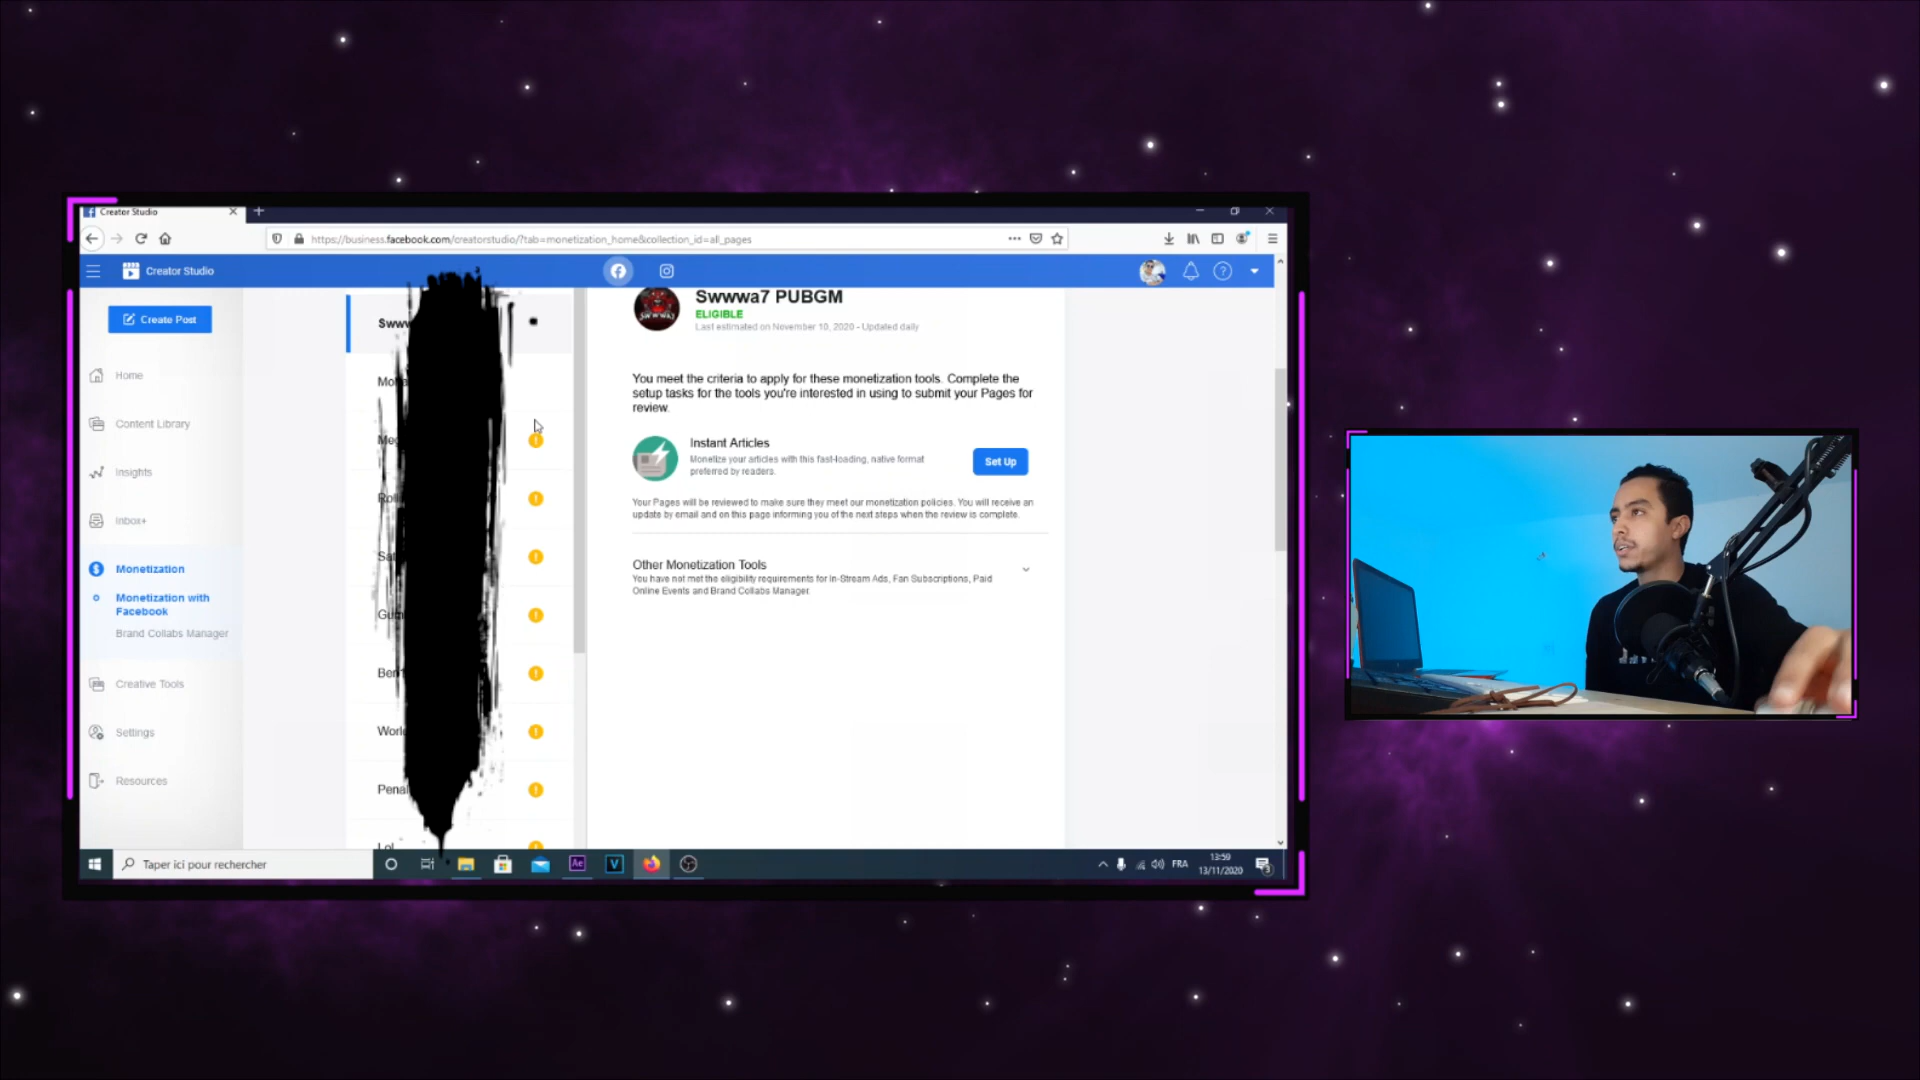 Creator Studio
https://business.facebook.com/creatorstudio/?tab=monetization_home&collection_id=all_pages
Creator Studio
Create Post
Home
Content Library
Insights
Inbox+
Monetization
Monetization with
Facebook
Brand Collabs Manager
Creative Tools
Settings
Resources
Swwwa7 PUBGM
ELIGIBLE
Last estimated on November 10, 2020 - Updated daily
You meet the criteria to apply for these monetization tools. Complete the
setup tasks for the tools you're interested in using to submit your Pages for
review.
Instant Articles
Monetize your articles with this fast-loading, native format
preferred by readers.
Set Up
Your Pages will be reviewed to make sure they meet our monetization policies. You will receive an
update by email and on this page informing you of the next steps when the review is complete.
Other Monetization Tools
You have not met the eligibility requirements for In-Stream Ads, Fan Subscriptions, Paid
Online Events and Brand Collabs Manager.
Taper ici pour rechercher
Ae
V
FRA
13:59
13/11/2020
3